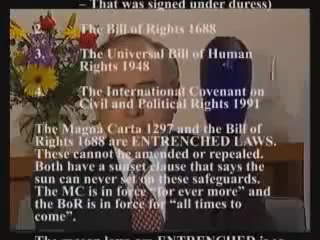 – That was signed under duress)
2. The Bill of Rights 1688
3. The Universal Bill of Human
Rights 1948
4. The International Covenant on
Civil and Political Rights 1991
The Magna Carta 1297 and the Bill of
Rights 1688 are ENTRENCHED LAWS.
These cannot be amended or repealed.
Both have a sunset clause that says the
sun can never set on these safeguards.
The MC is in force “for ever more” and the
BoR is in force for “all times to
come”.